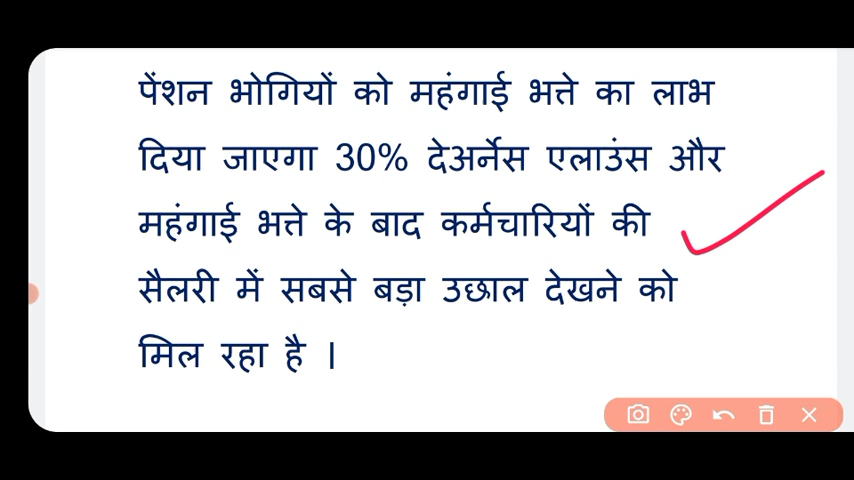 पेंशन भोगियों को महंगाई भत्ते का लाभ
दिया जाएगा 30% देअर्नेस एलाउंस और
महंगाई भत्ते के बाद कर्मचारियों की
सैलरी में सबसे बड़ा उछाल देखने को
मिल रहा है ।